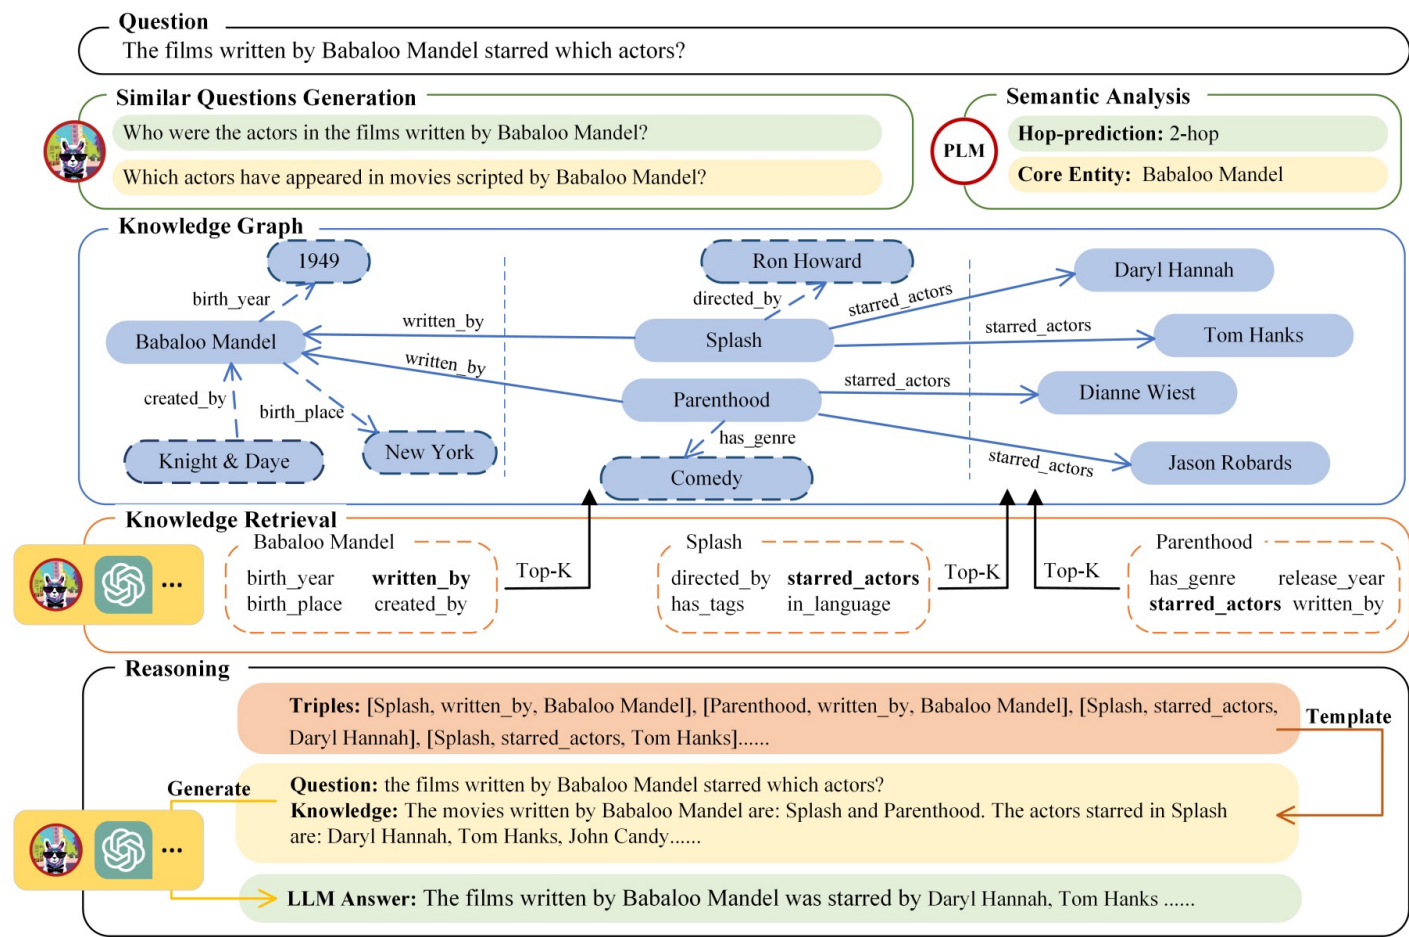 Question
The films written by Babaloo Mandel starred which actors?
Similar Questions Generation
Who were the actors in the films written by Babaloo Mandel?
Which actors have appeared in movies scripted by Babaloo Mandel?
Semantic Analysis
PLM
Hop-prediction: 2-hop
Core Entity: Babaloo Mandel
Knowledge Graph
1949
birth_year
Babaloo Mandel
created_by
birth_place
Knight & Daye
New York
written_by
written_by
Ron Howard
directed_by
Splash
Parenthood
has_genre
Comedy
starred_actors
starred_actors
starred_actors
starred_actors
Daryl Hannah
Tom Hanks
Dianne Wiest
Jason Robards
Knowledge Retrieval
...
Babaloo Mandel
birth_year written_by
birth_place created_by
Top-K
Splash
directed_by starred_actors
has_tags in_language
Top-K
Top-K
Parenthood
has_genre release_year
starred_actors written_by
Reasoning
Triples: [Splash, written_by, Babaloo Mandel], [Parenthood, written_by, Babaloo Mandel], [Splash, starred_actors,
Daryl Hannah], [Splash, starred_actors, Tom Hanks]......
Template
Generate
Question: the films written by Babaloo Mandel starred which actors?
Knowledge: The movies written by Babaloo Mandel are: Splash and Parenthood. The actors starred in Splash
are: Daryl Hannah, Tom Hanks, John Candy......
...
LLM Answer: The films written by Babaloo Mandel was starred by Daryl Hannah, Tom Hanks ......